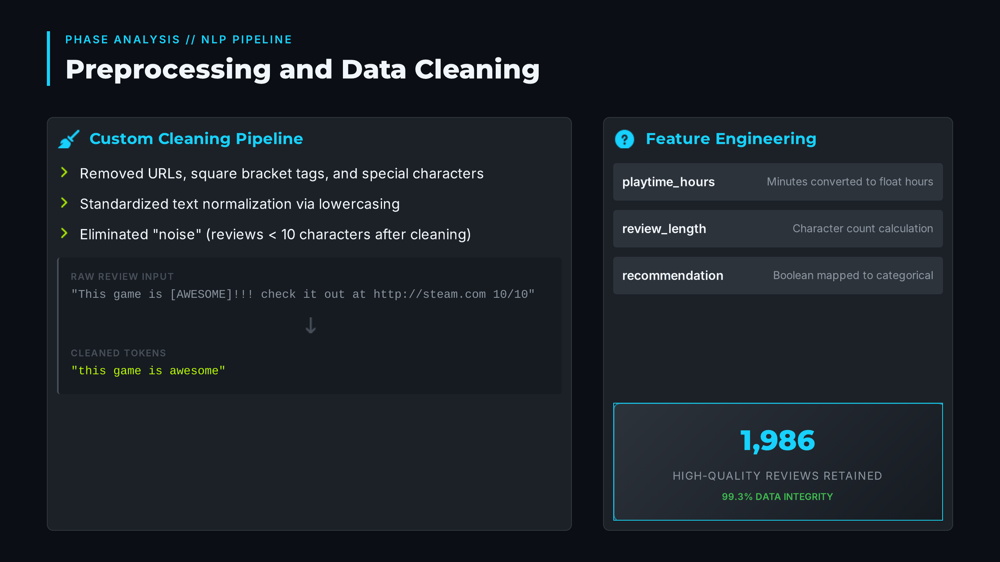 PHASE ANALYSIS // NLP PIPELINE
Preprocessing and Data Cleaning
Custom Cleaning Pipeline
Removed URLs, square bracket tags, and special characters
Standardized text normalization via lowercasing
Eliminated "noise" (reviews < 10 characters after cleaning)
RAW REVIEW INPUT
"This game is [AWESOME]!!! check it out at http://steam.com 10/10"
↓
CLEANED TOKENS
"this game is awesome"
Feature Engineering
playtime_hours Minutes converted to float hours
review_length Character count calculation
recommendation Boolean mapped to categorical
1,986
HIGH-QUALITY REVIEWS RETAINED
99.3% DATA INTEGRITY